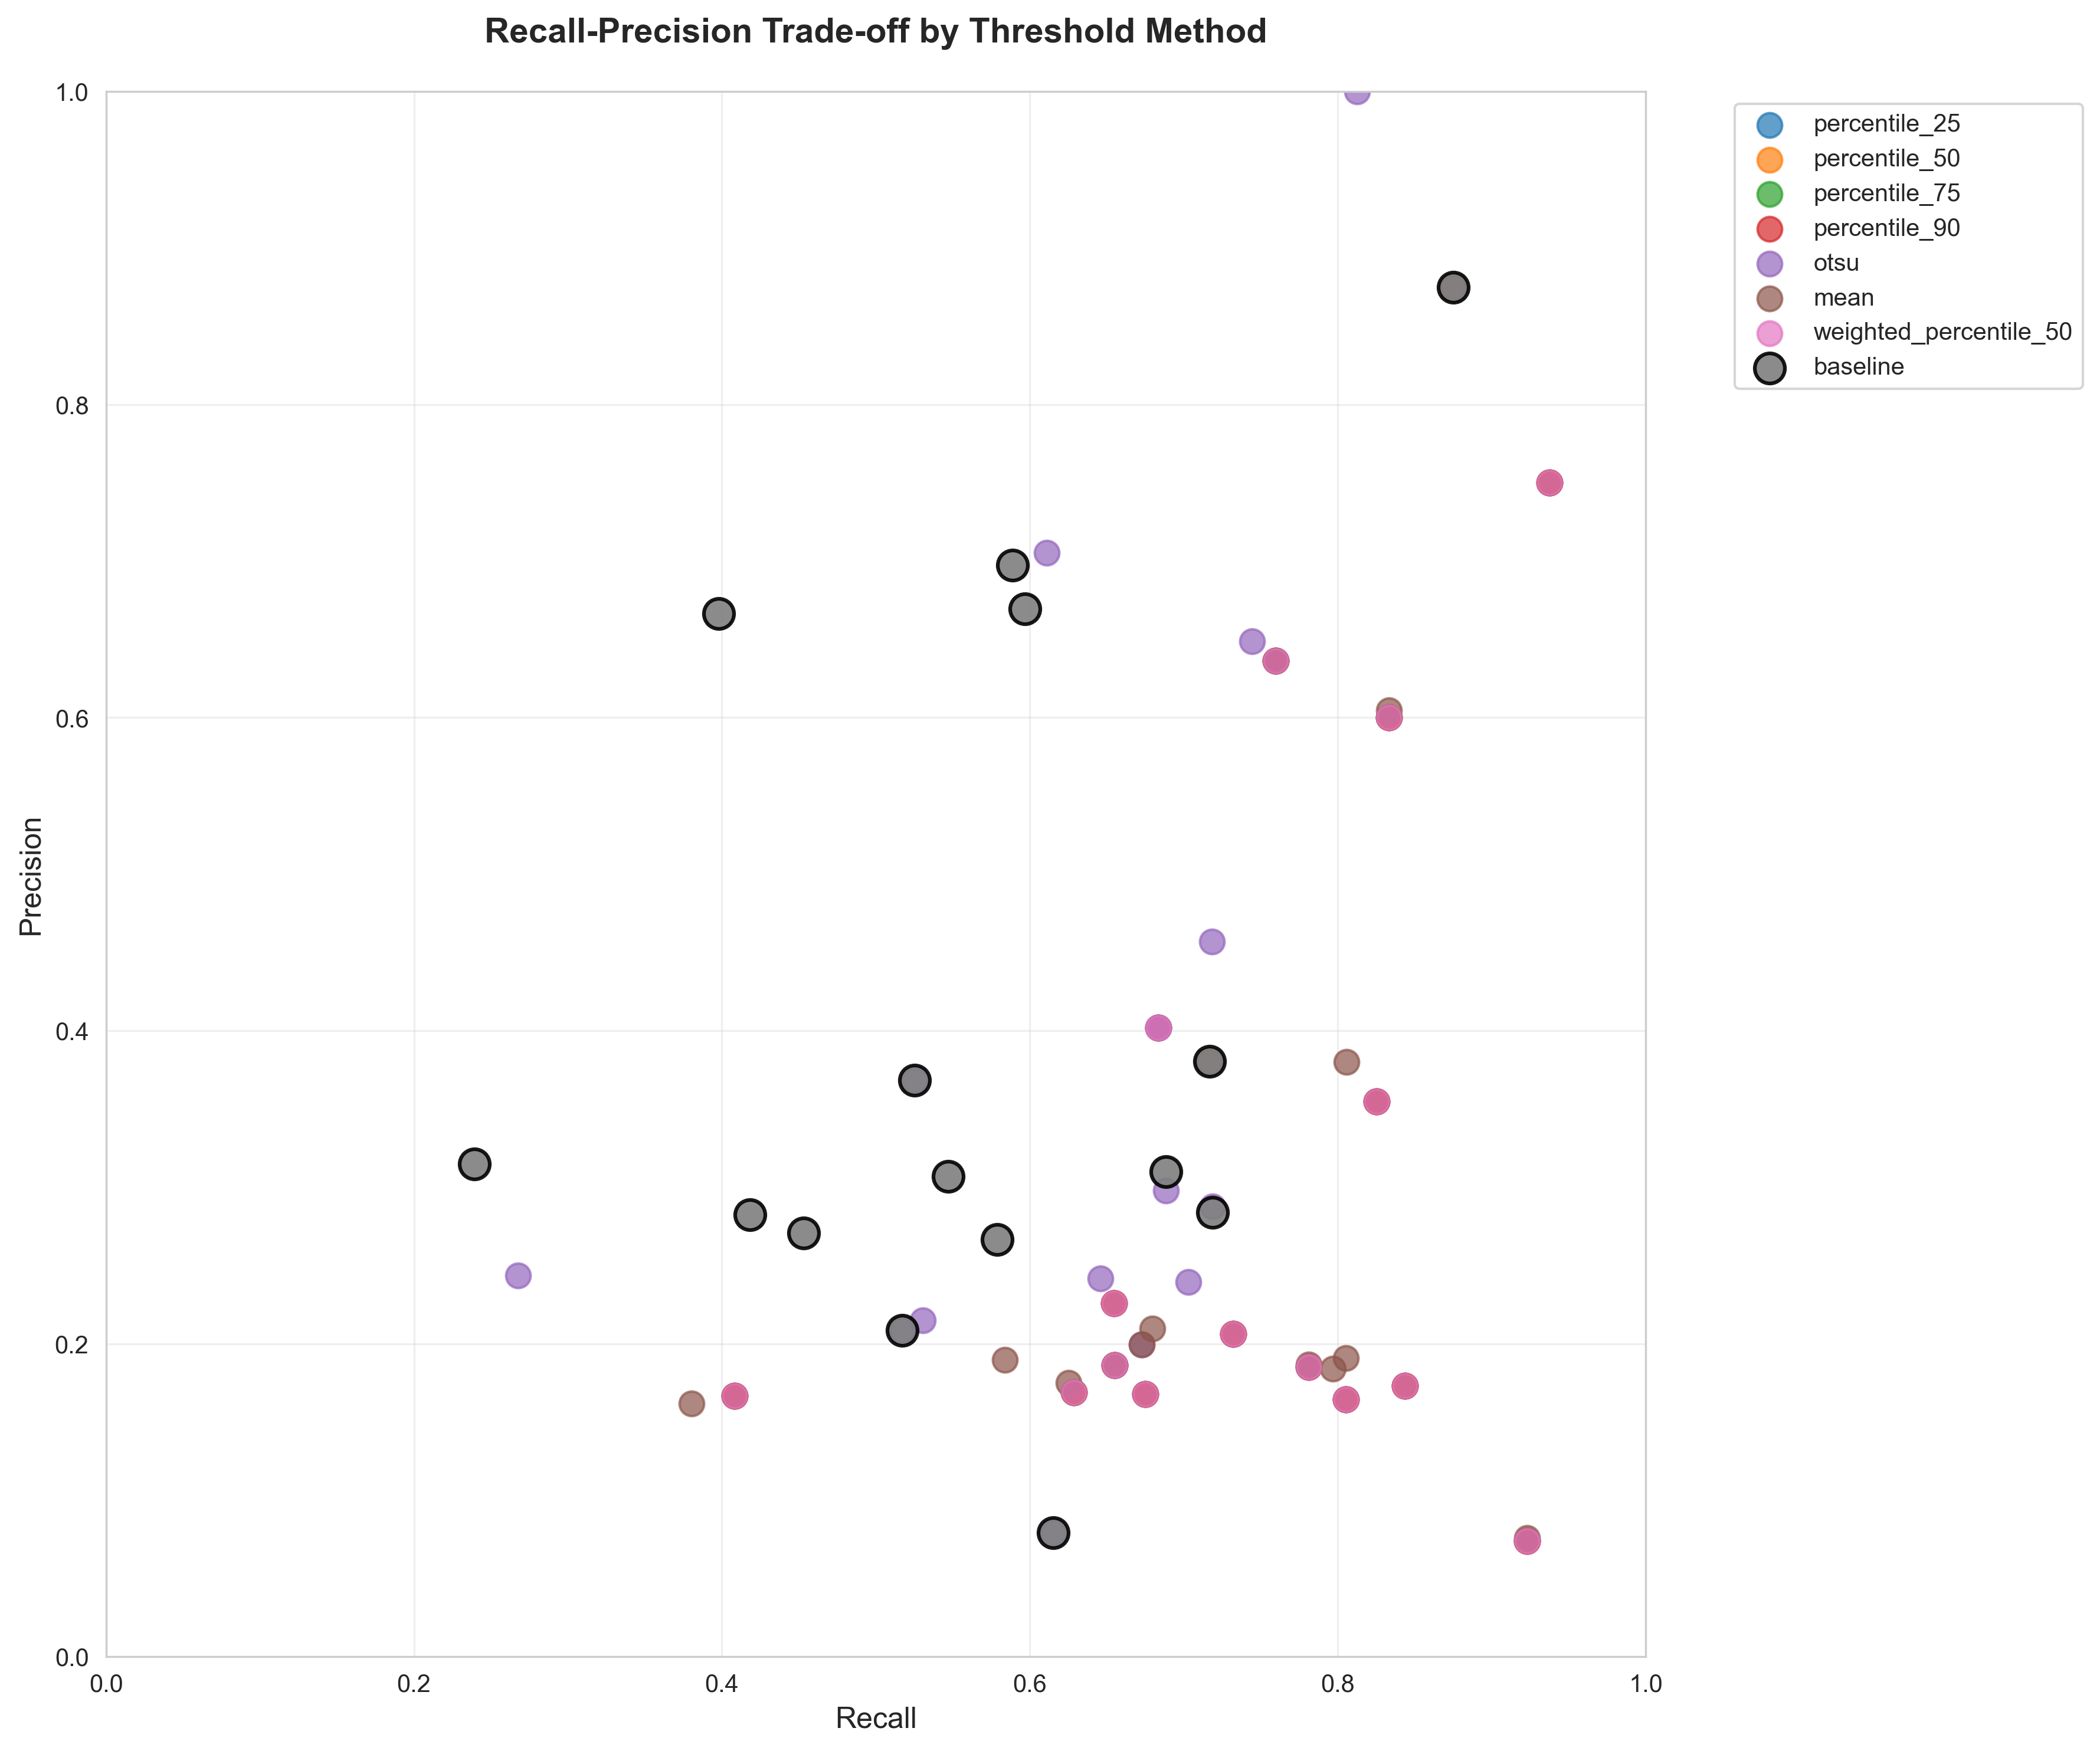 Recall-Precision Trade-off by Threshold Method
1.0
0.8
0.6
0.4
0.2
0.0
Precision
0.0 0.2 0.4 0.6 0.8 1.0
Recall
percentile_25
percentile_50
percentile_75
percentile_90
otsu
mean
weighted_percentile_50
baseline